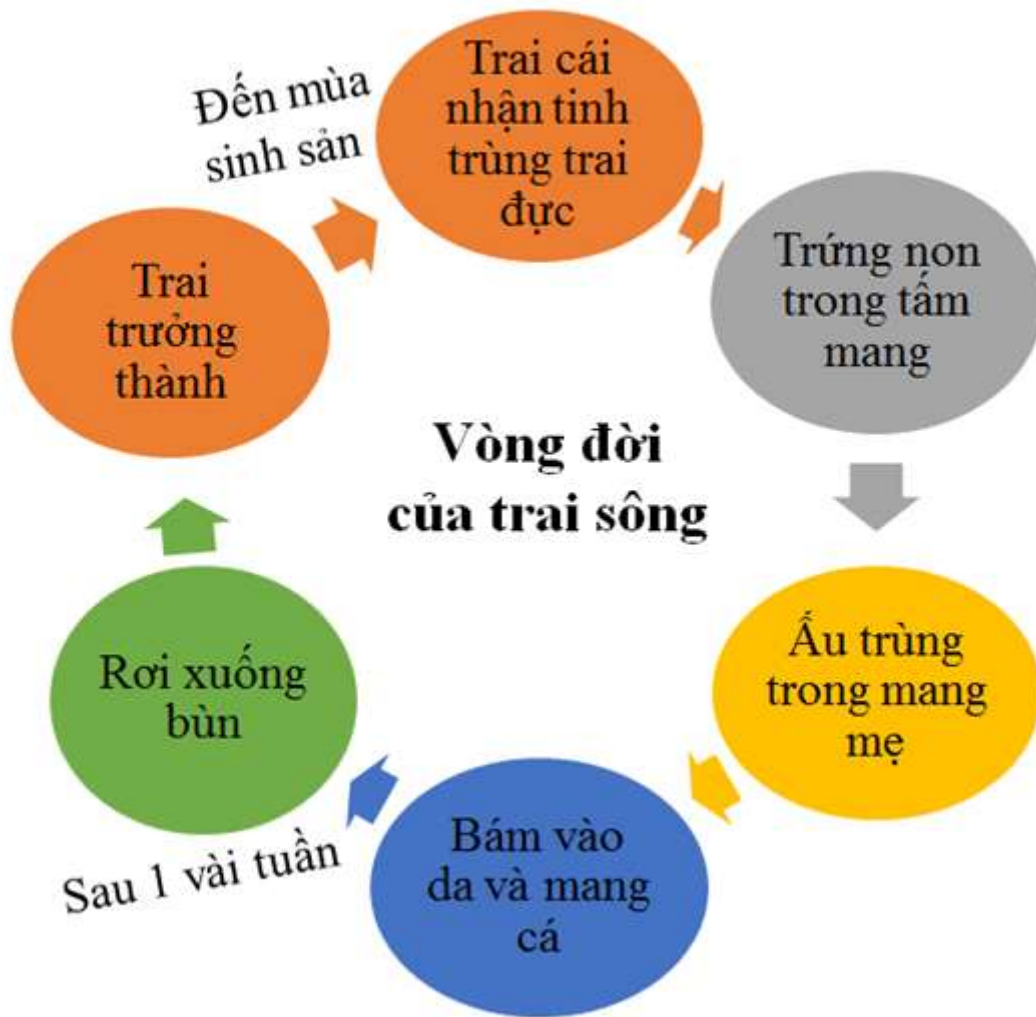 Vòng đời
của trai sông
Đến mùa
sinh sản
Trai cái
nhận tinh
trùng trai
đực
Trứng non
trong tấm
mang
Ấu trùng
trong mang
mẹ
Bám vào
da và mang
cá
Sau 1 vài tuần
Rơi xuống
bùn
Trai
trưởng
thành